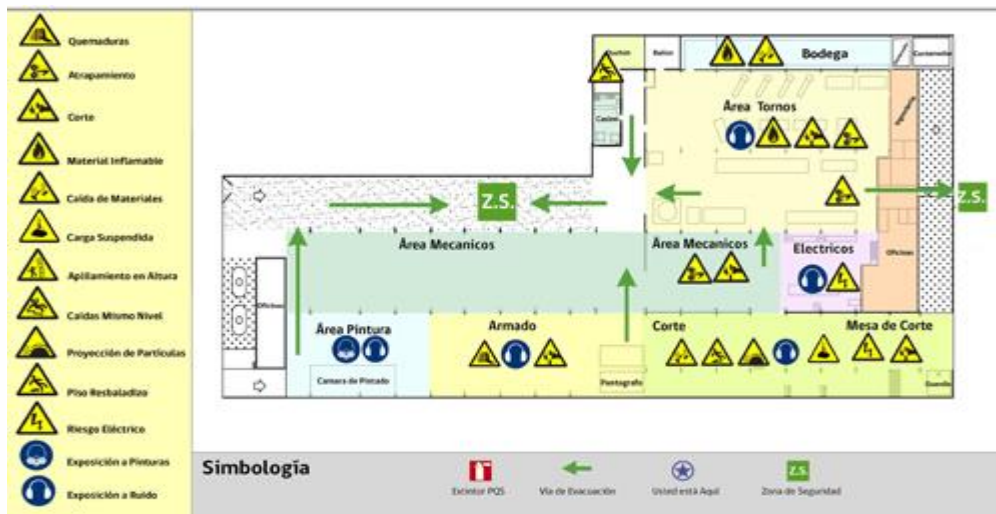 Quemaduras
Atrapamiento
Corte
Material Inflamable
Caída de Materiales
Carga Suspendida
Apillamiento en Altura
Caídas Mismo Nivel
Proyección de Partículas
Piso Resbaladizo
Riesgo Eléctrico
Exposición a Pinturas
Exposición a Ruido
Baños
Bodega
Contenedor
Casino
Área Tornos
Z.S.
Z.S.
Área Mecanicos
Área Mecanicos
Electricos
Oficinas
Oficinas
Área Pintura
Armado
Corte
Mesa de Corte
Camara de Pintado
Pantografo
Simbología
Extintor PQS
Vía de Evacuación
Usted está Aquí
Z.S.
Zona de Seguridad